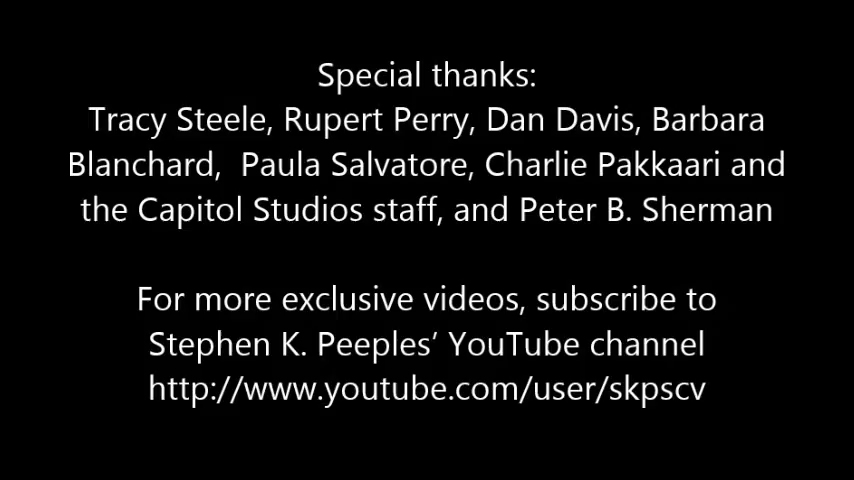 Special thanks:
Tracy Steele, Rupert Perry, Dan Davis, Barbara
Blanchard,  Paula Salvatore, Charlie Pakkaari and
the Capitol Studios staff, and Peter B. Sherman
For more exclusive videos, subscribe to
Stephen K. Peeples’ YouTube channel
http://www.youtube.com/user/skpscv